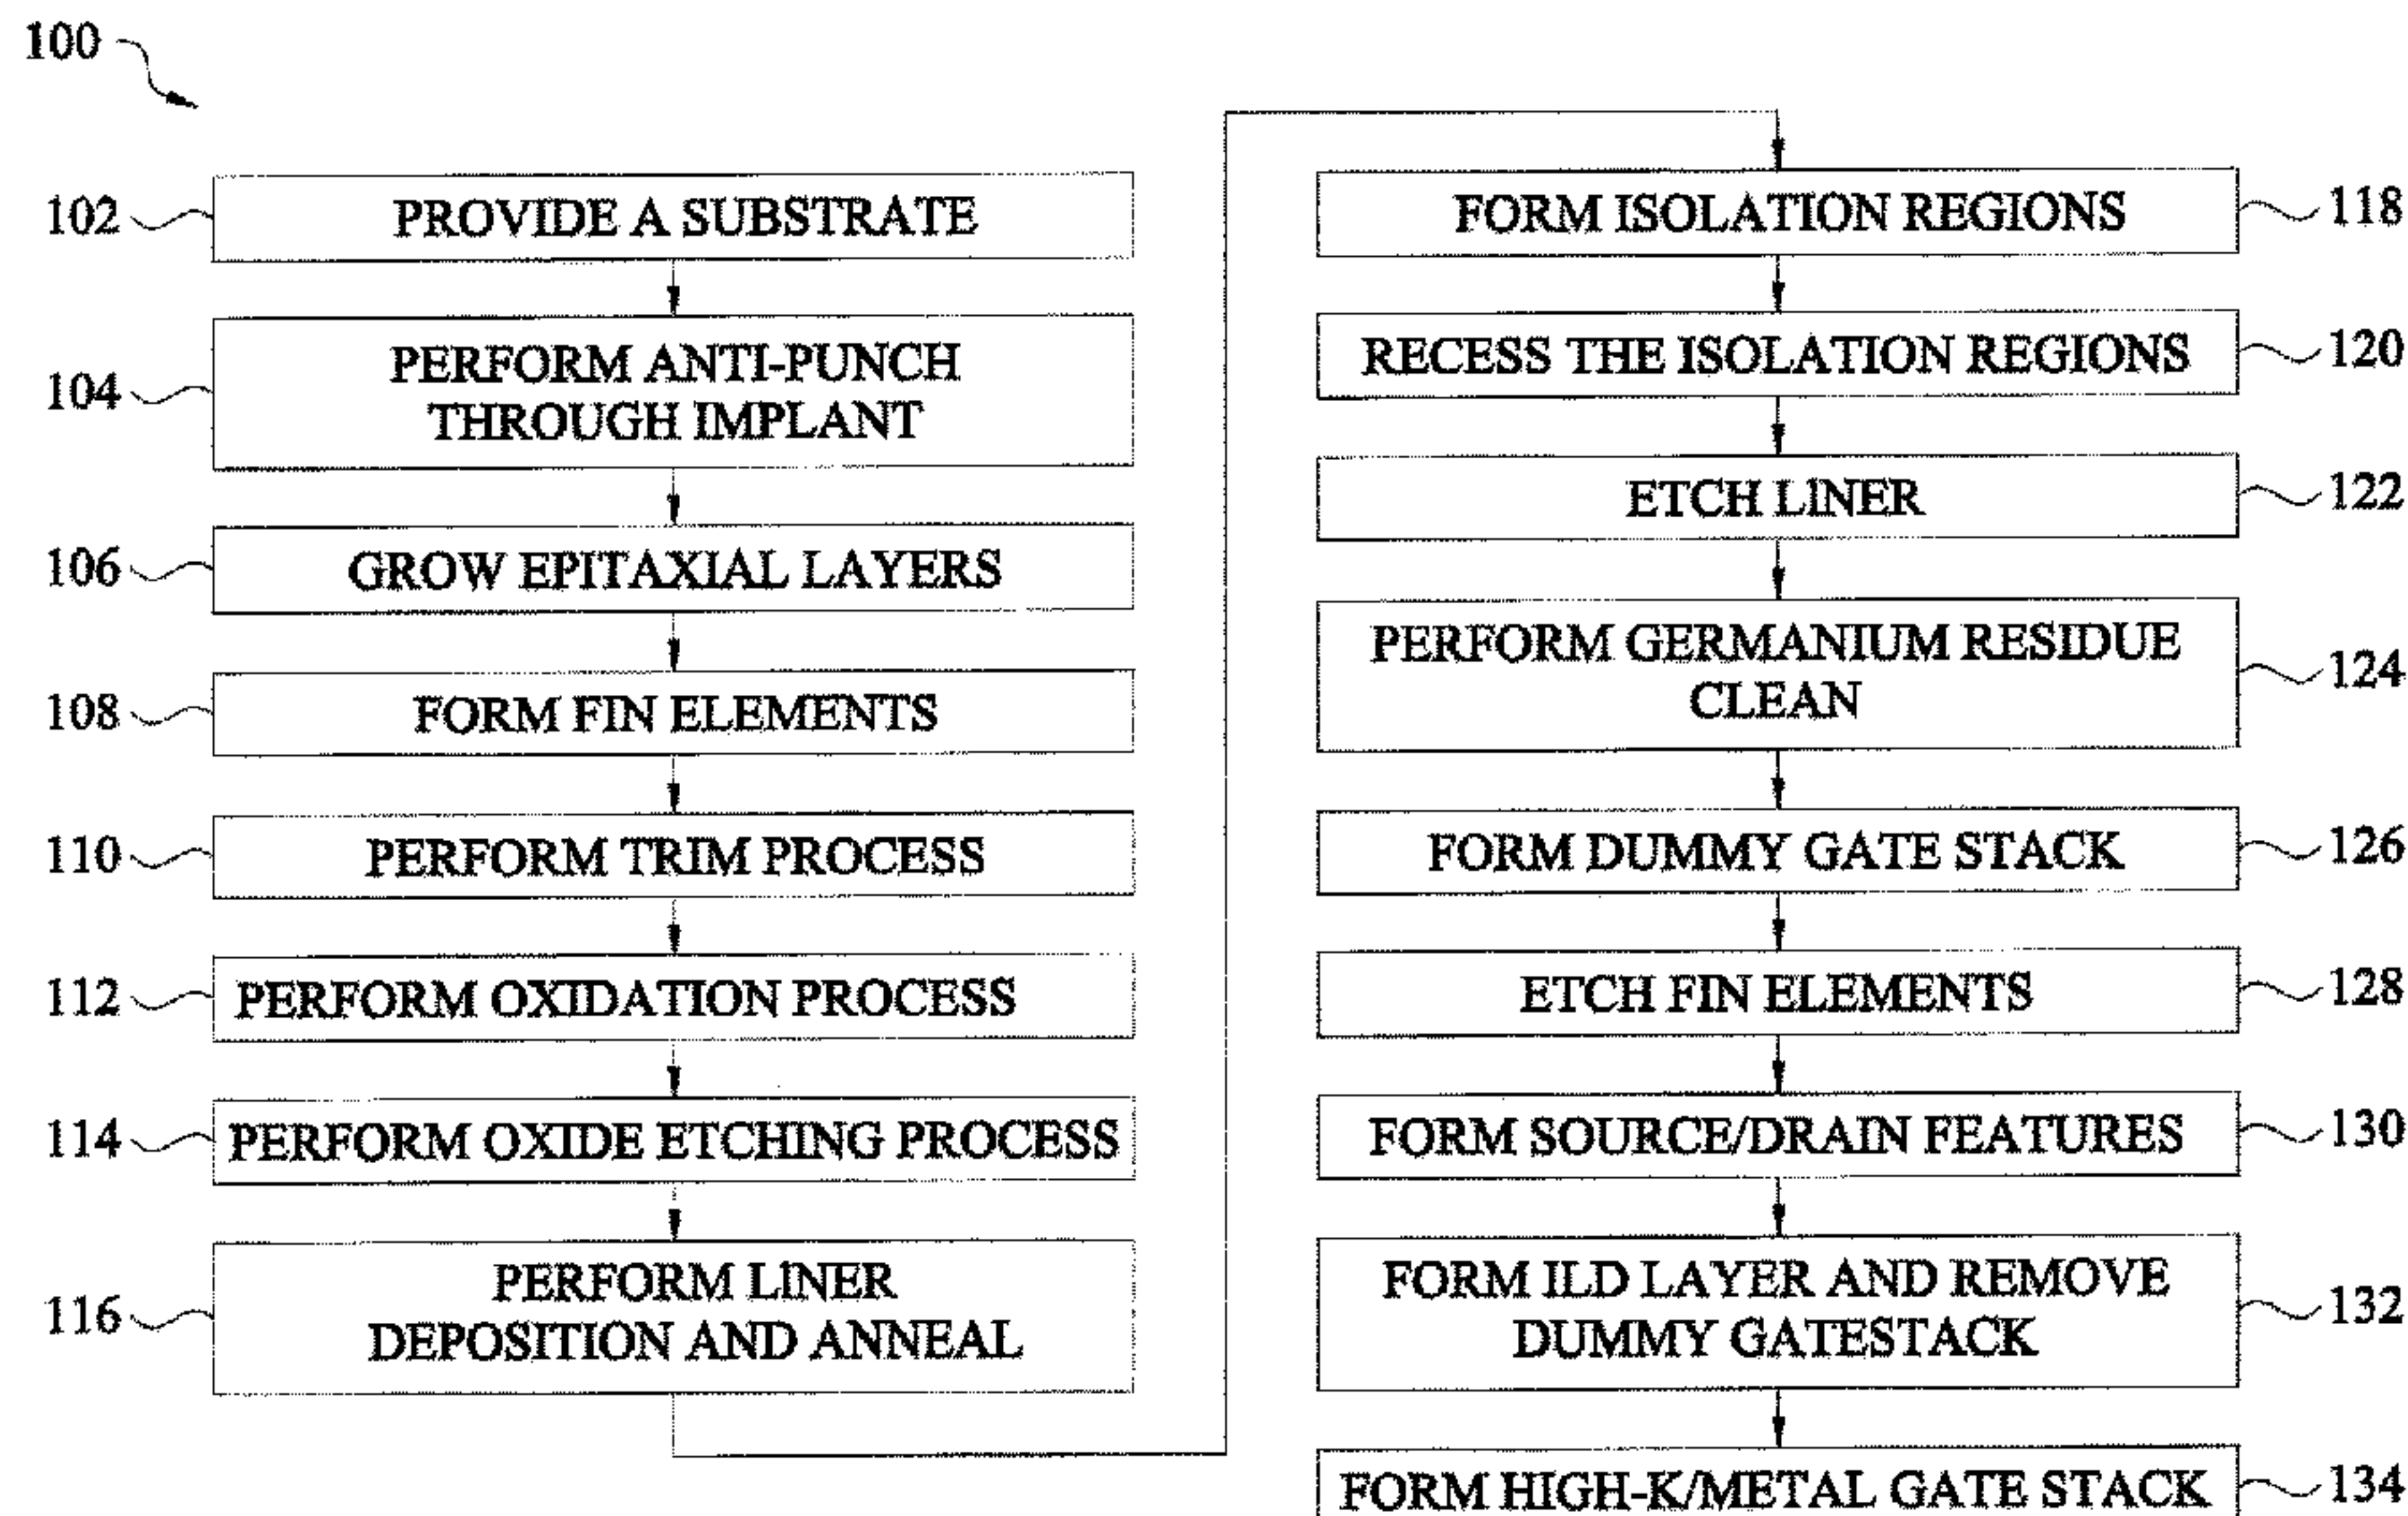 100
102 PROVIDE A SUBSTRATE
104 PERFORM ANTI-PUNCH
THROUGH IMPLANT
106 GROW EPITAXIAL LAYERS
108 FORM FIN ELEMENTS
110 PERFORM TRIM PROCESS
112 PERFORM OXIDATION PROCESS
114 PERFORM OXIDE ETCHING PROCESS
116 PERFORM LINER
DEPOSITION AND ANNEAL
FORM ISOLATION REGIONS 118
RECESS THE ISOLATION REGIONS 120
ETCH LINER 122
PERFORM GERMANIUM RESIDUE
CLEAN 124
FORM DUMMY GATE STACK 126
ETCH FIN ELEMENTS 128
FORM SOURCE/DRAIN FEATURES 130
FORM ILD LAYER AND REMOVE
DUMMY GATESTACK 132
FORM HIGH-K/METAL GATE STACK 134